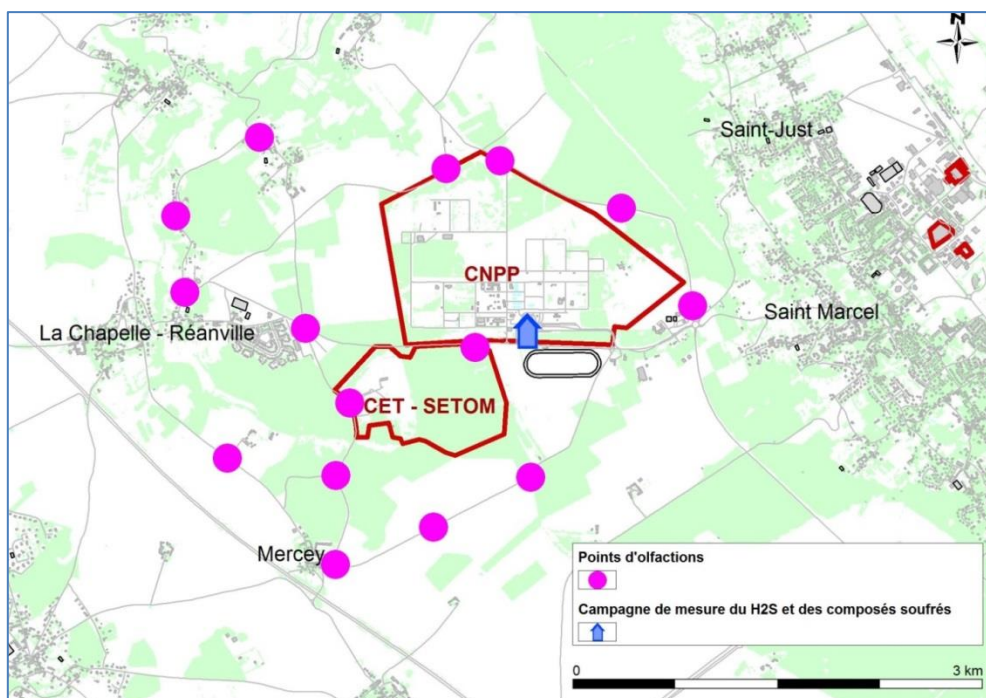 N
Saint-Just
CNPP
La Chapelle - Réanville
Saint Marcel
CET - SETOM
Mercey
Points d'olfactions
Campagne de mesure du H2S et des composés soufrés
0 3 km